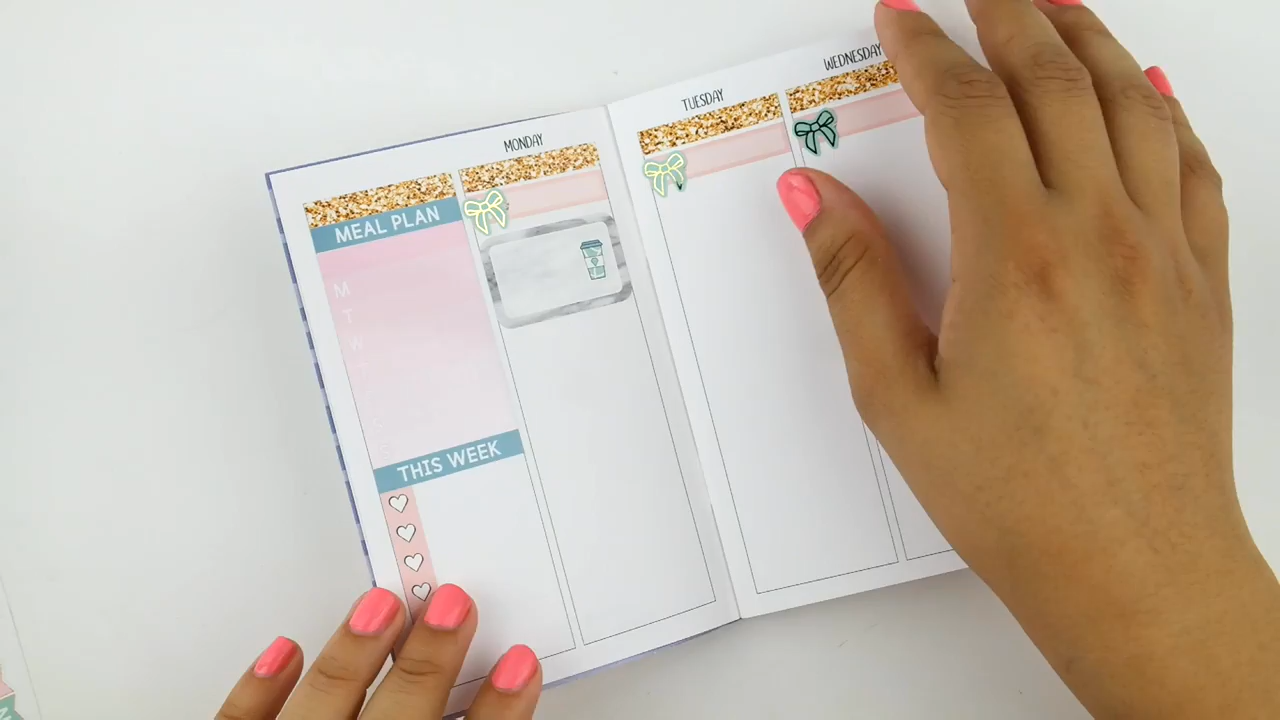 MONDAY
TUESDAY
WEDNESDAY
MEAL PLAN
M
T
W
THIS WEEK